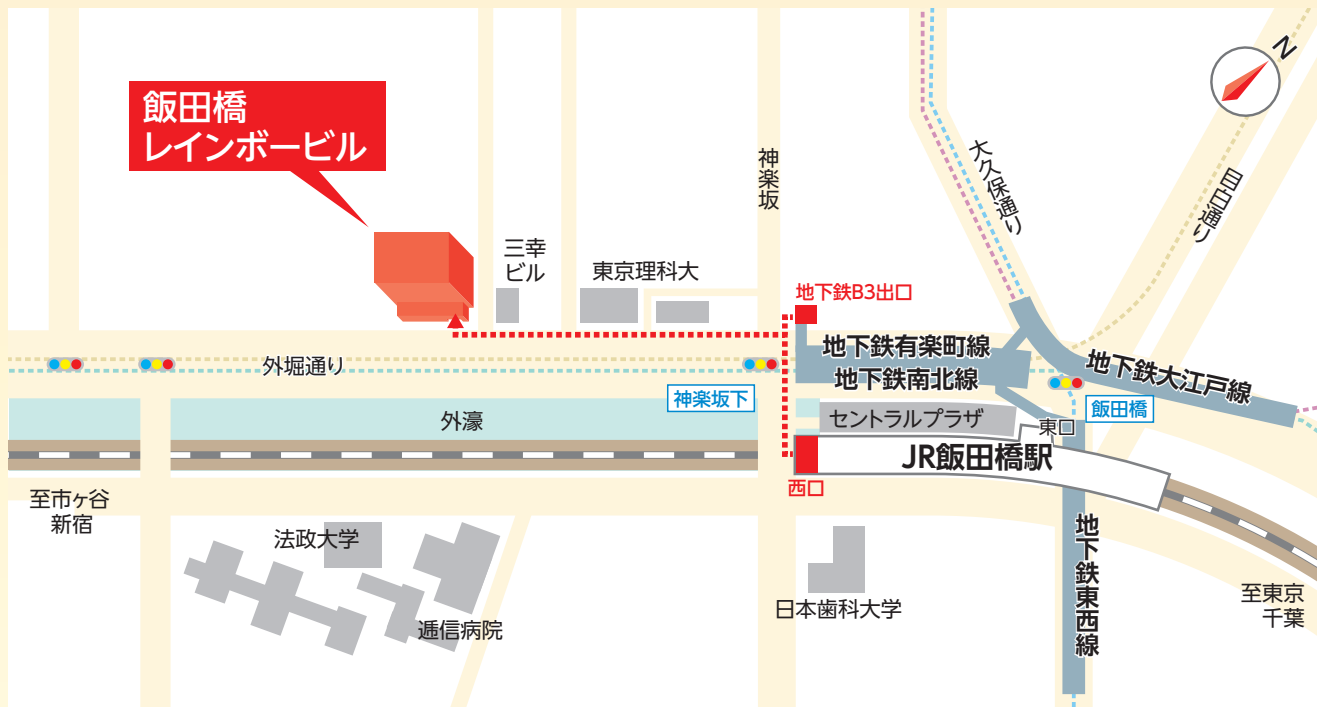 N
飯田橋
レインボービル
神楽坂
大久保通り
目白通り
三幸
ビル
東京理科大
地下鉄B3出口
地下鉄有楽町線
地下鉄南北線
地下鉄大江戸線
外堀通り
神楽坂下
飯田橋
外濠
セントラルプラザ
東口
JR飯田橋駅
西口
至市ヶ谷
新宿
法政大学
逓信病院
日本歯科大学
地下鉄東西線
至東京
千葉